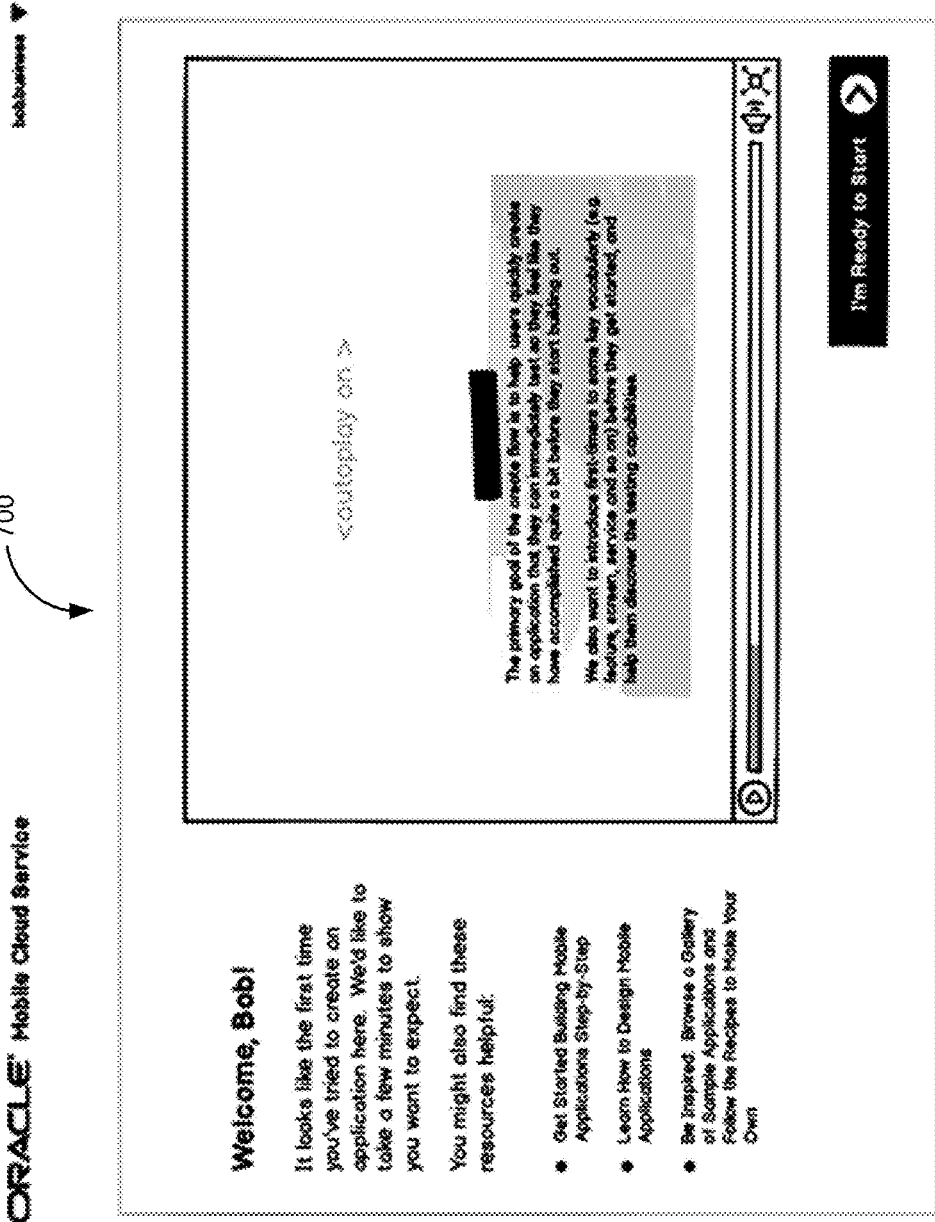 ORACLE® Mobile Cloud Service
bobbusiness ▼
700
Welcome, Bob!
It looks like the first time
you've tried to create an
application here. We'd like to
take a few minutes to show
you want to expect.
You might also find these
resources helpful:
• Get Started Building Mobile
Applications Step-by-Step
• Learn How to Design Mobile
Applications
• Be Inspired. Browse a Gallery
of Sample Applications and
Follow the Recipes to Make Your
Own
<autoplay on >
The primary goal of the create flow is to help users quickly create
an application that they can immediately test so they feel like they
have accomplished quite a bit before they start building out.
We also want to introduce first-timers to some key vocabularly (e.g.
feature, screen, service and so on) before they get started, and
help them discover the testing capabilities.
I'm Ready to Start